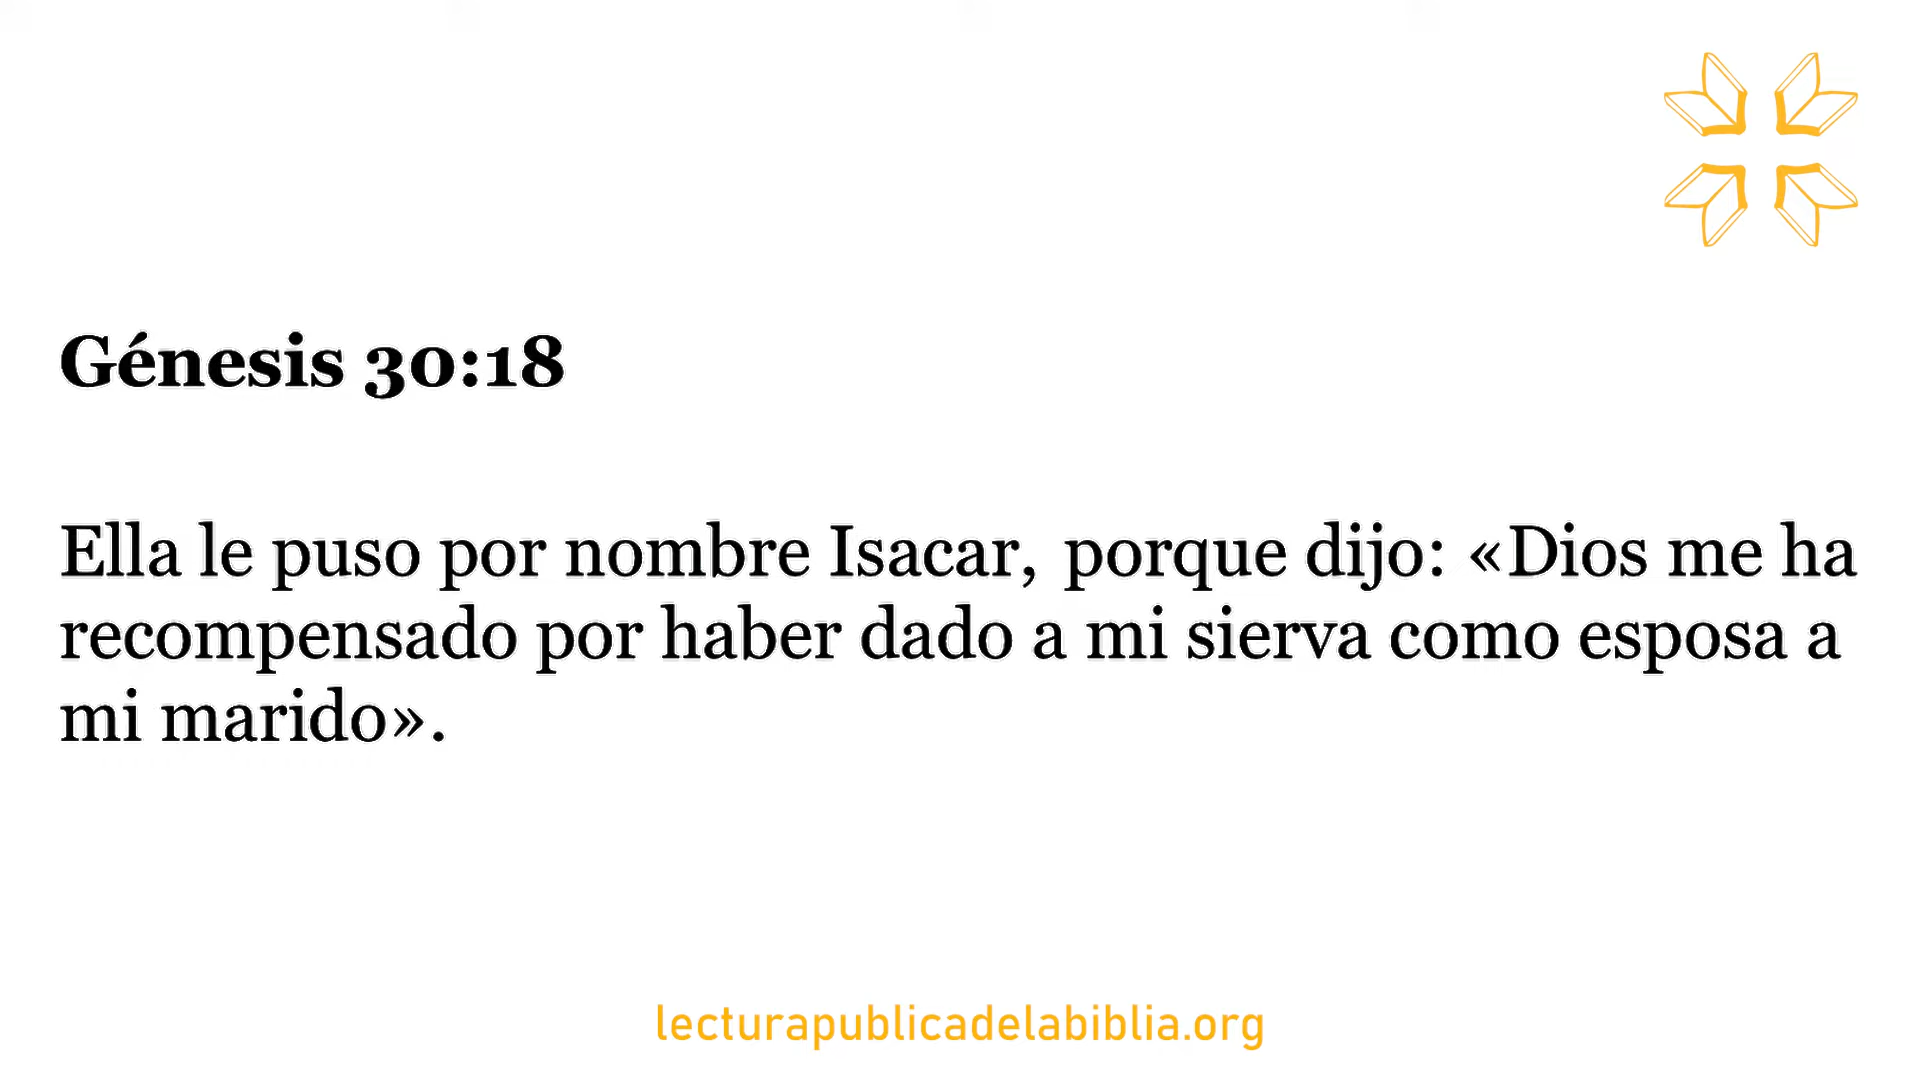 Génesis 30:18
Ella le puso por nombre Isacar, porque dijo: «Dios me ha
recompensado por haber dado a mi sierva como esposa a
mi marido».
lecturapublicadelabiblia.org